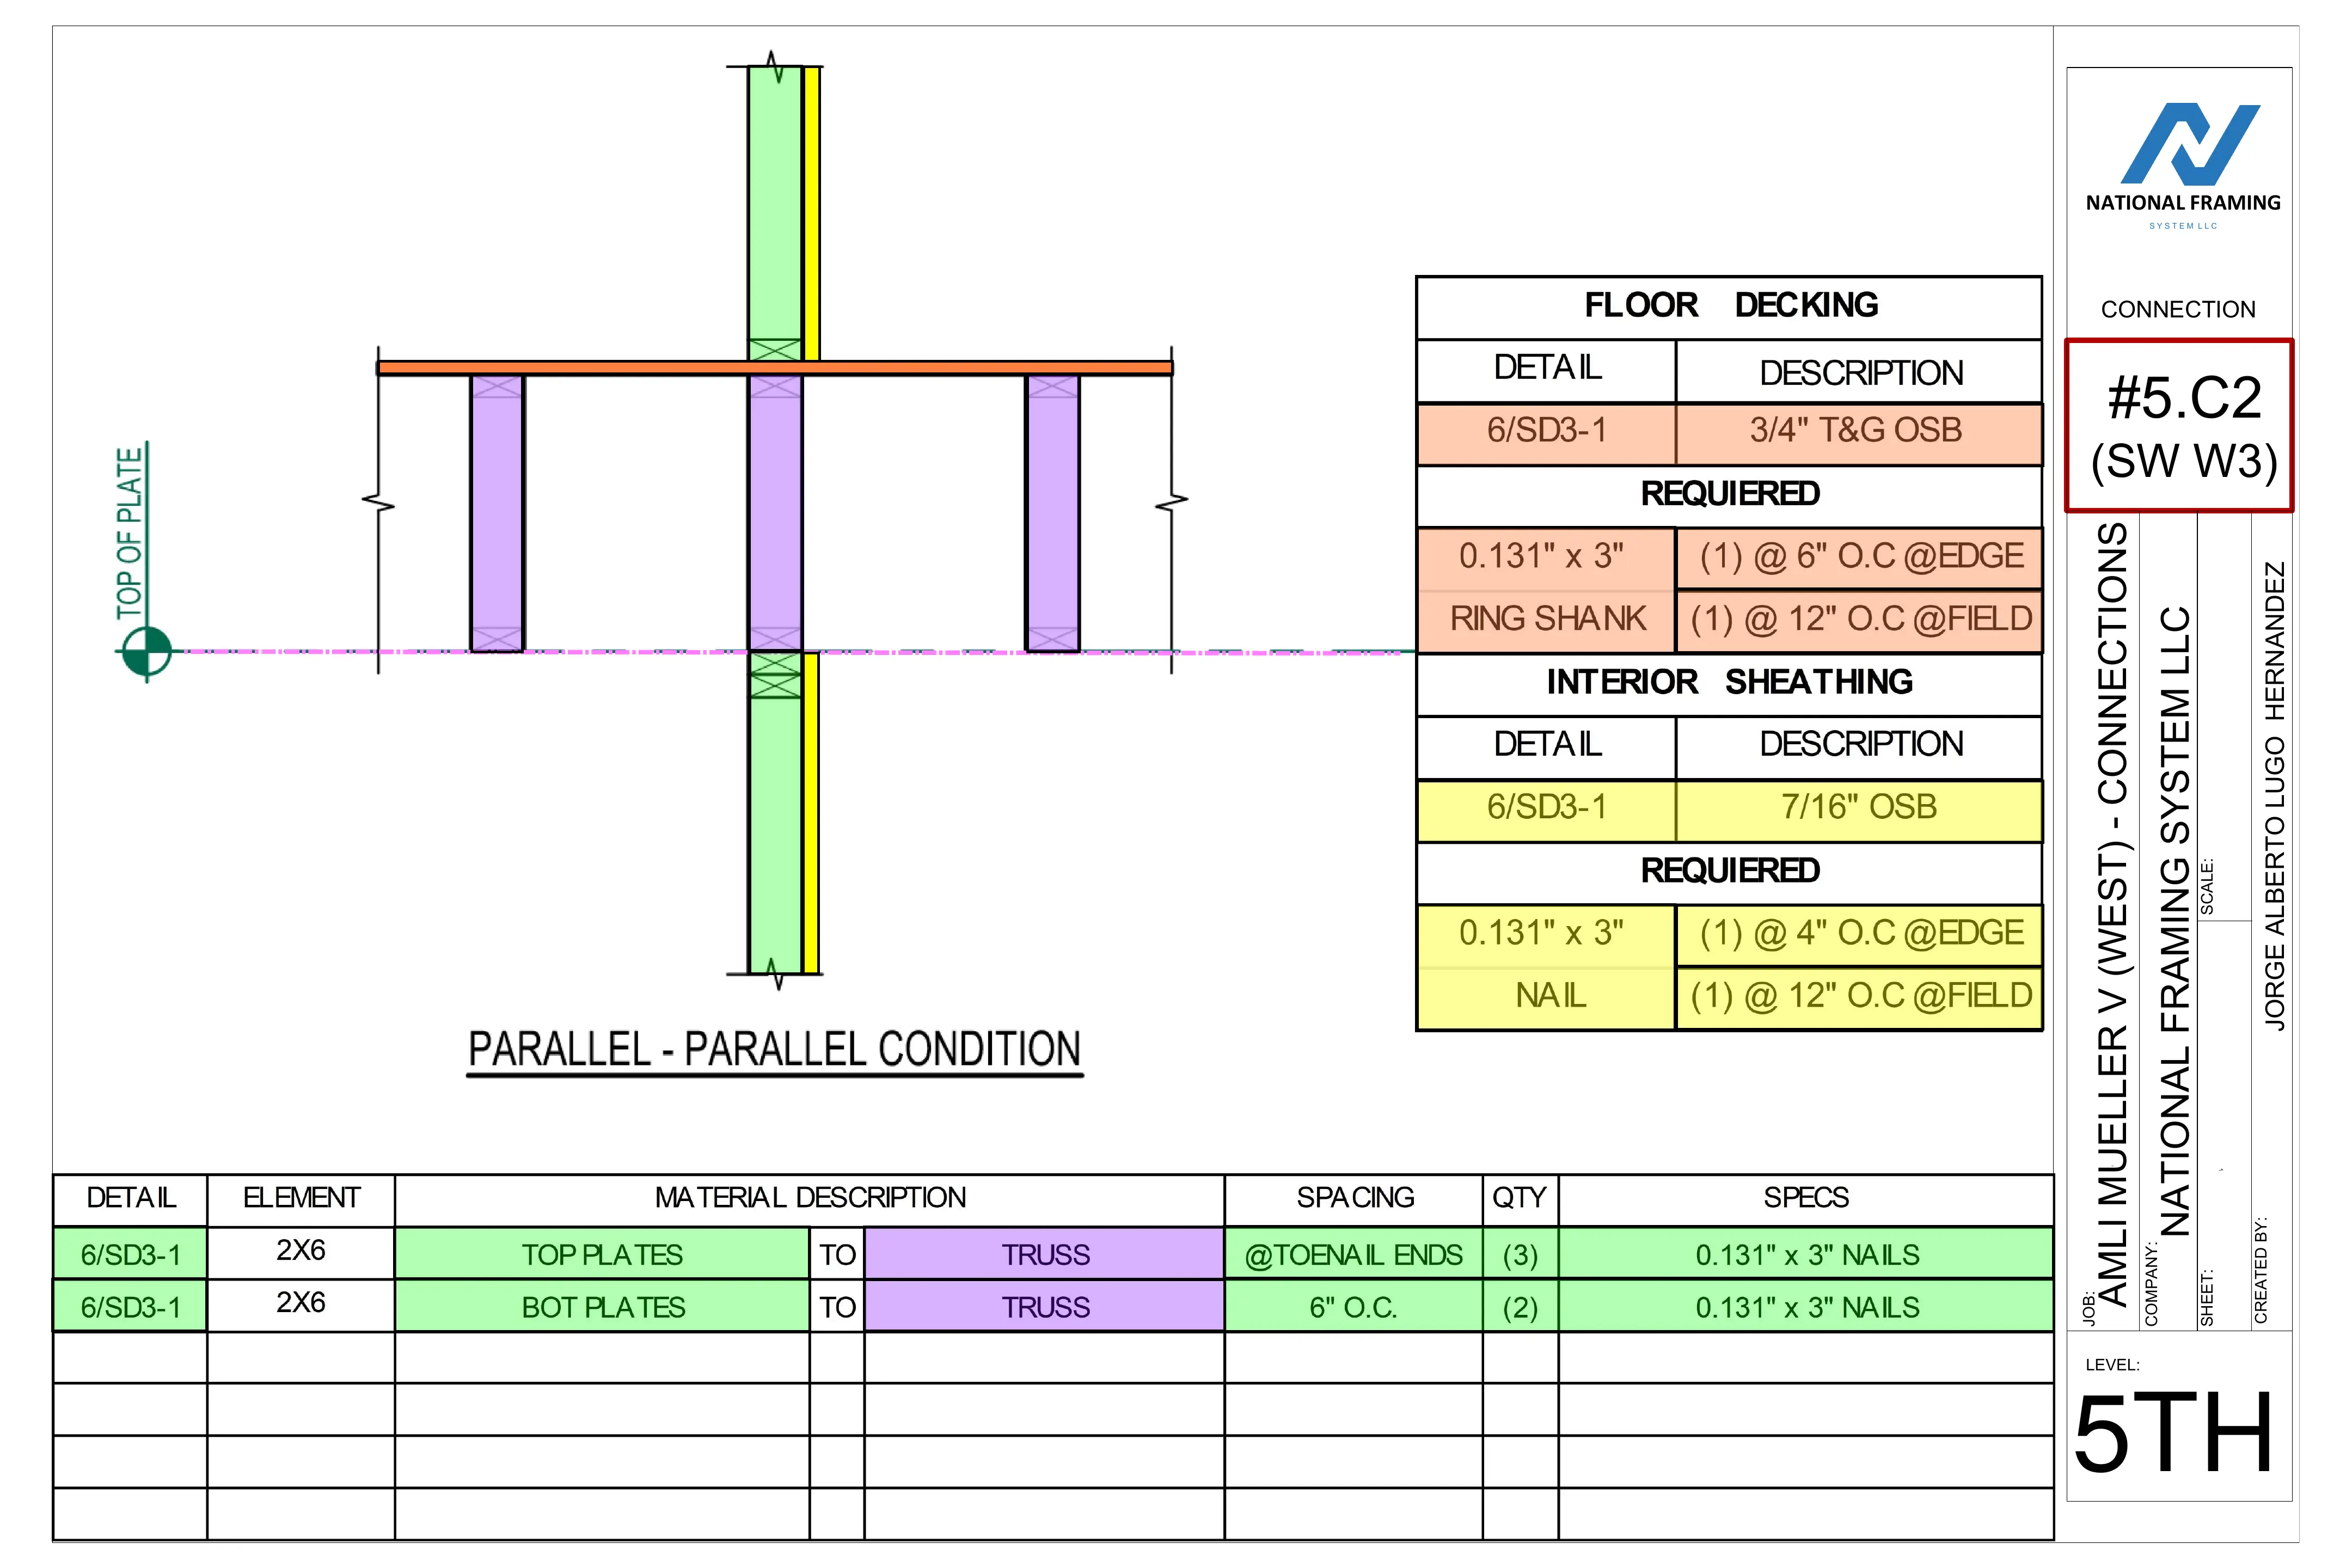 TOP OF PLATE
PARALLEL - PARALLEL CONDITION
FLOOR DECKING
DETAIL DESCRIPTION
6/SD3-1 3/4" T&G OSB
REQUIERED
0.131" x 3" (1) @ 6" O.C @EDGE
RING SHANK (1) @ 12" O.C @FIELD
INTERIOR SHEATHING
DETAIL DESCRIPTION
6/SD3-1 7/16" OSB
REQUIERED
0.131" x 3" (1) @ 4" O.C @EDGE
NAIL (1) @ 12" O.C @FIELD
DETAIL ELEMENT MATERIAL DESCRIPTION SPACING QTY SPECS
6/SD3-1 2X6 TOP PLATES TO TRUSS @TOENAIL ENDS (3) 0.131" x 3" NAILS
6/SD3-1 2X6 BOT PLATES TO TRUSS 6" O.C. (2) 0.131" x 3" NAILS
NATIONAL FRAMING
SYSTEM LLC
CONNECTION
#5.C2
(SW W3)
JOB:
AMLI MUELLER V (WEST) - CONNECTIONS
COMPANY:
NATIONAL FRAMING SYSTEM LLC
SHEET:
SCALE:
CREATED BY:
JORGE ALBERTO LUGO HERNANDEZ
LEVEL:
5TH